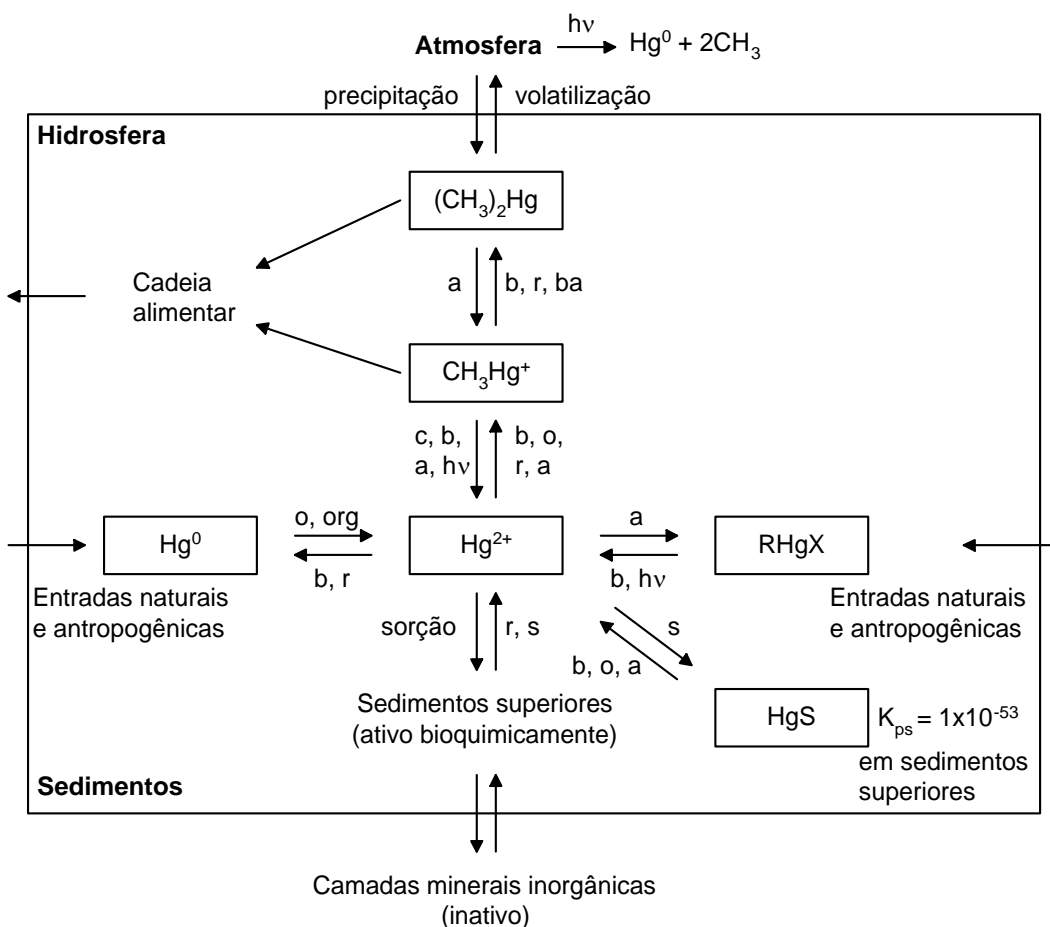 hν
Atmosfera Hg⁰ + 2CH₃
precipitação volatilização
Hidrosfera
(CH₃)₂Hg
Cadeia
alimentar
a b, r, ba
CH₃Hg⁺
c, b, b, o,
a, hν r, a
o, org a
Hg⁰ Hg²⁺ RHgX
b, r b, hν
Entradas naturais
e antropogênicas
Entradas naturais
e antropogênicas
sorção r, s s
b, o, a
Sedimentos superiores
(ativo bioquimicamente)
HgS Kₚₛ = 1x10⁻⁵³
em sedimentos
superiores
Sedimentos
Camadas minerais inorgânicas
(inativo)